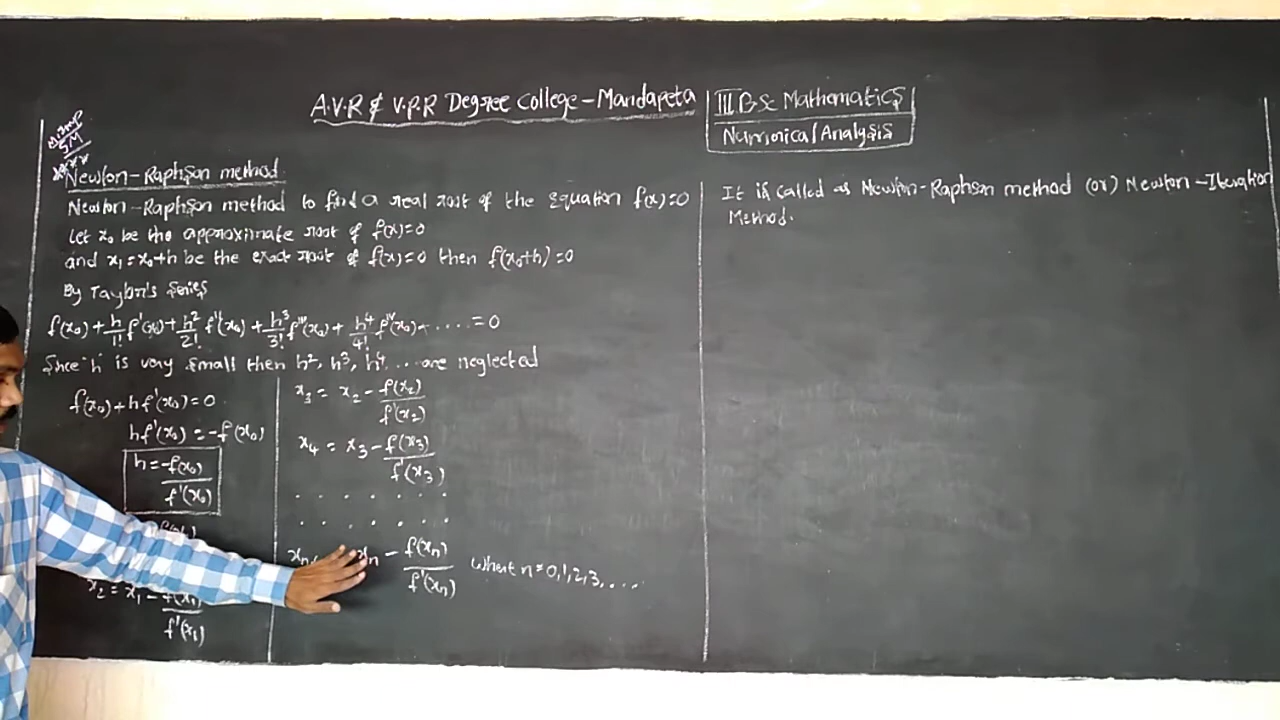 A.V.R & V.P.R Degree College - Mandapeta
III B.Sc Mathematics
Numerical Analysis
5M
***
Newton-Raphson method
Newton-Raphson method to find a real root of the equation f(x)=0
Let x₀ be the approximate root of f(x)=0
and x₁=x₀+h be the exact root of f(x)=0 then f(x₀+h)=0
By Taylor's Series
f(x₀)+h/1! f'(x₀)+h²/2! f''(x₀)+h³/3! f'''(x₀)+h⁴/4! f^{iv}(x₀)+.....=0
Since 'h' is very small then h², h³, h⁴... are neglected
f(x₀)+hf'(x₀)=0
hf'(x₀)=-f(x₀)
h=-f(x₀)/f'(x₀)
x₂=x₁-f(x₁)/f'(x₁)
x₃=x₂-f(x₂)/f'(x₂)
x₄=x₃-f(x₃)/f'(x₃)
. . . . . . .
. . . . . . .
xₙ - f(xₙ)/f'(xₙ) where n=0,1,2,3,....
It is called as Newton-Raphson method (or) Newton-Iteration
Method.